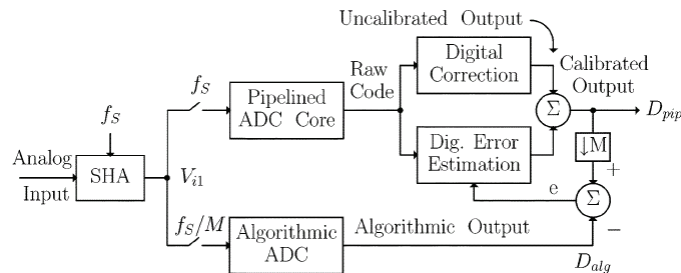 Uncalibrated Output
Digital
Correction
Calibrated
Output
Raw
Code
f_S
Pipelined
ADC Core
Σ
D_pip
f_S
Dig. Error
Estimation
↓M
+
Analog
Input
SHA
V_i1
e
Σ
f_S/M
Algorithmic
ADC
Algorithmic Output
−
D_alg